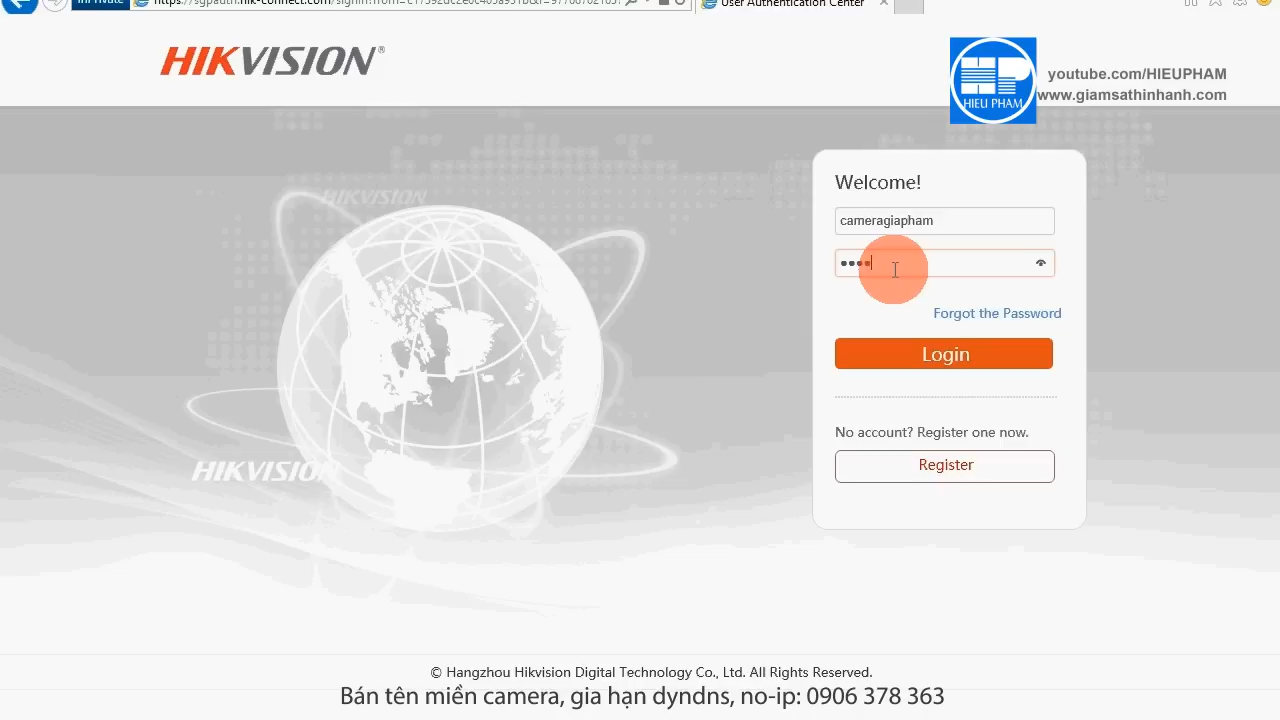 InPrivate
User Authentication Center
HIKVISION®
HIEU PHAM
youtube.com/HIEUPHAM
www.giamsathinhanh.com
HIKVISION
Welcome!
cameragiapham
Forgot the Password
Login
HIKVISION
No account? Register one now.
Register
© Hangzhou Hikvision Digital Technology Co., Ltd. All Rights Reserved.
Bán tên miền camera, gia hạn dyndns, no-ip: 0906 378 363